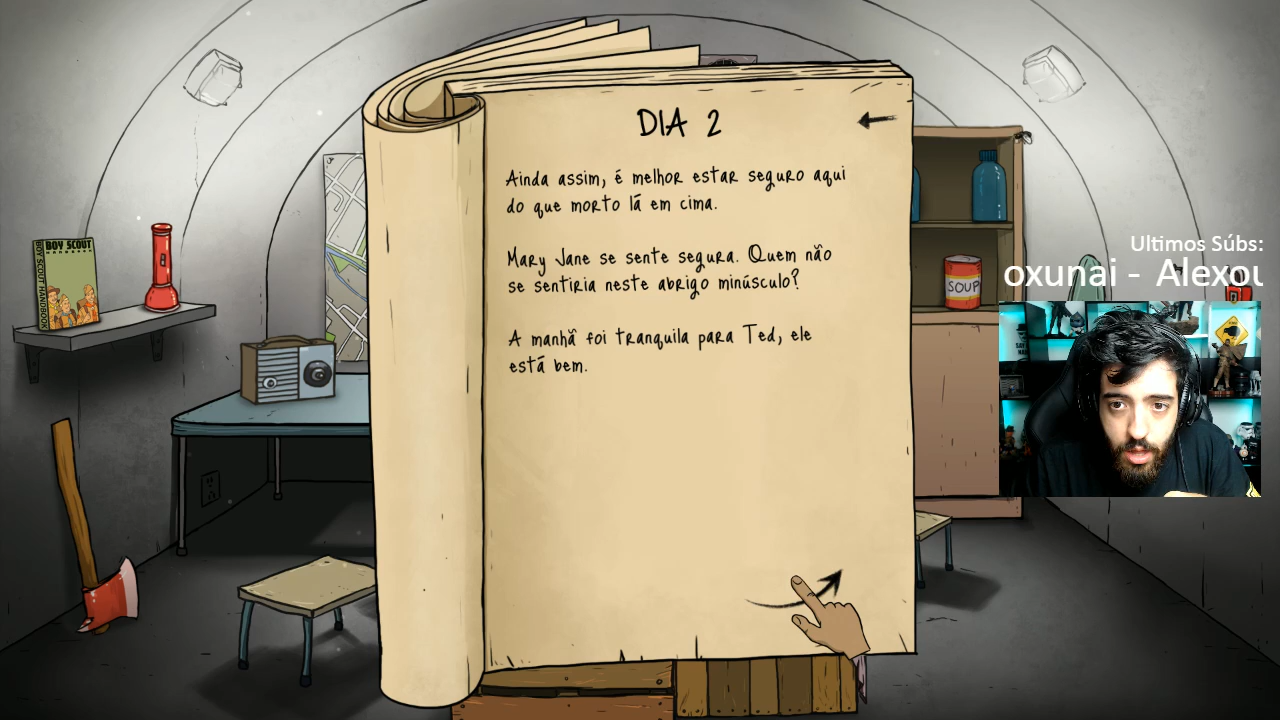 DIA 2
Ainda assim, é melhor estar seguro aqui
do que morto lá em cima.
Mary Jane se sente segura. Quem não
se sentiria neste abrigo minúsculo?
A manhã foi tranquila para Ted, ele
está bem.
BOY SCOUT
BOY SCOUT HANDBOOK
SOUP
Ultimos Súbs:
oxunai - Alexou